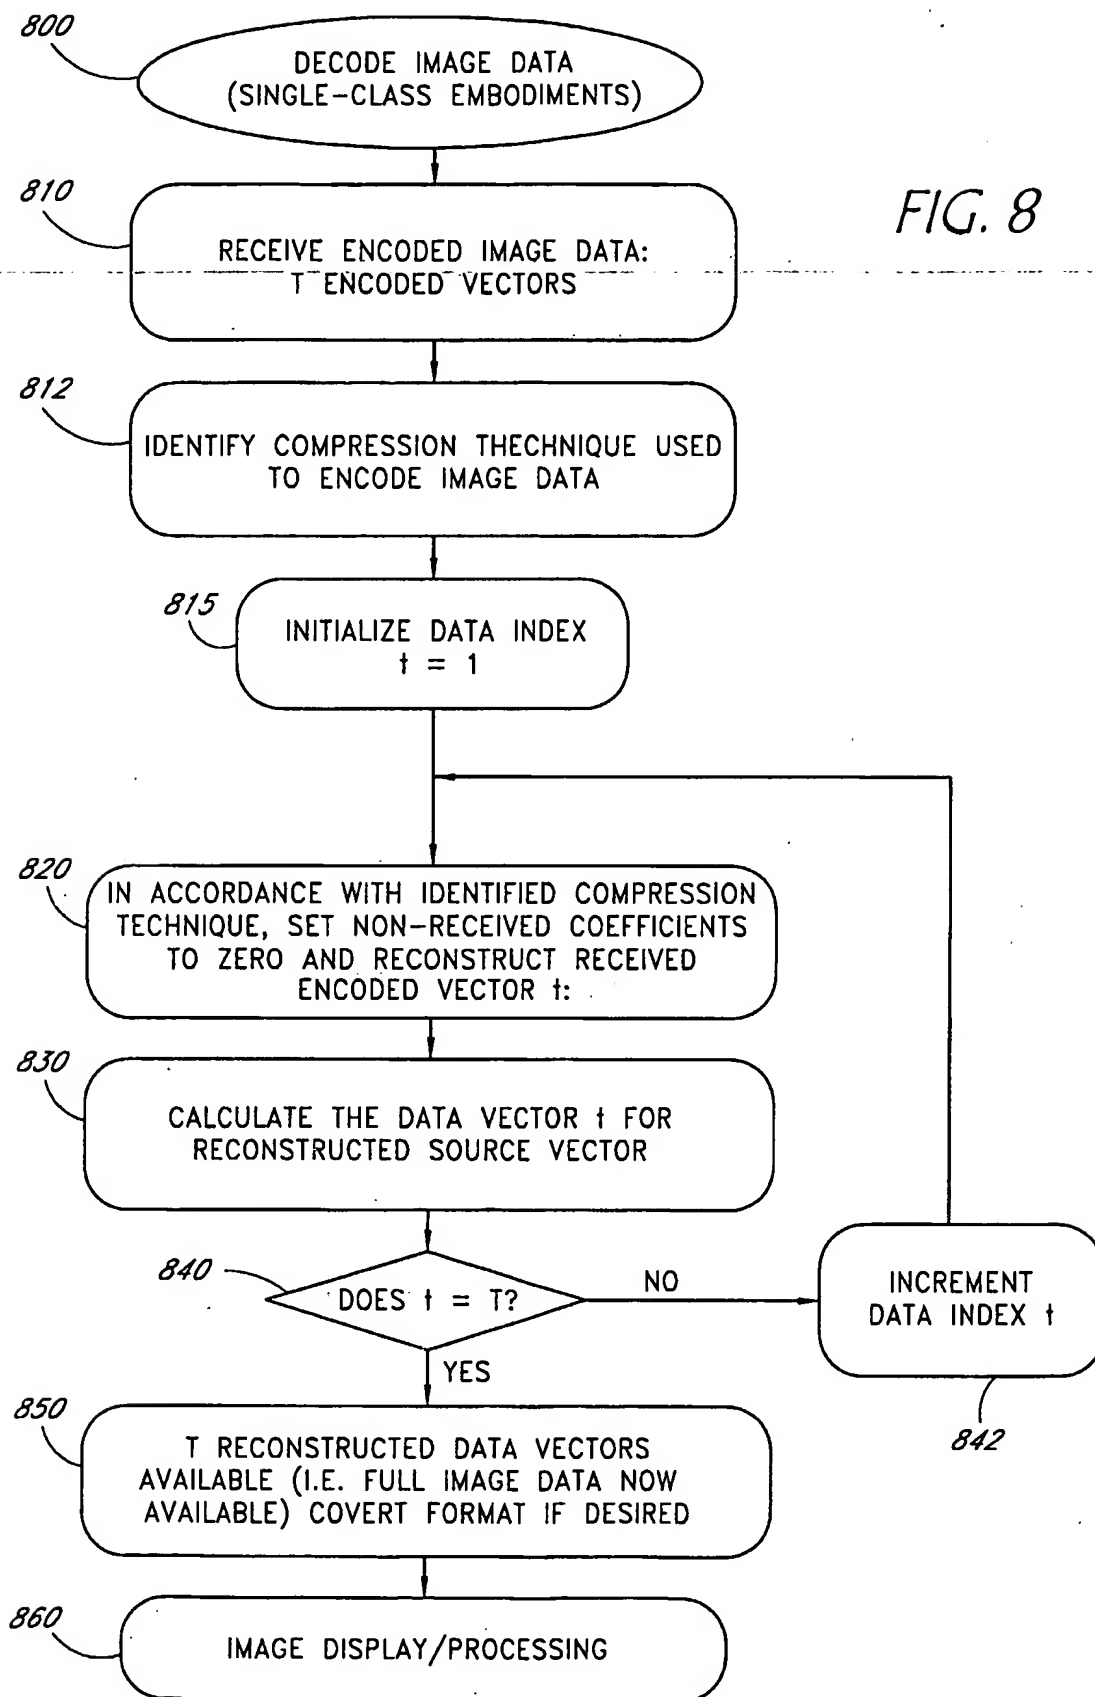 800
DECODE IMAGE DATA
(SINGLE-CLASS EMBODIMENTS)
810
RECEIVE ENCODED IMAGE DATA:
T ENCODED VECTORS
FIG. 8
812
IDENTIFY COMPRESSION THECHNIQUE USED
TO ENCODE IMAGE DATA
815
INITIALIZE DATA INDEX
t = 1
820
IN ACCORDANCE WITH IDENTIFIED COMPRESSION
TECHNIQUE, SET NON-RECEIVED COEFFICIENTS
TO ZERO AND RECONSTRUCT RECEIVED
ENCODED VECTOR t:
830
CALCULATE THE DATA VECTOR t FOR
RECONSTRUCTED SOURCE VECTOR
840
DOES t = T?
NO
INCREMENT
DATA INDEX t
842
YES
850
T RECONSTRUCTED DATA VECTORS
AVAILABLE (I.E. FULL IMAGE DATA NOW
AVAILABLE) COVERT FORMAT IF DESIRED
860
IMAGE DISPLAY/PROCESSING